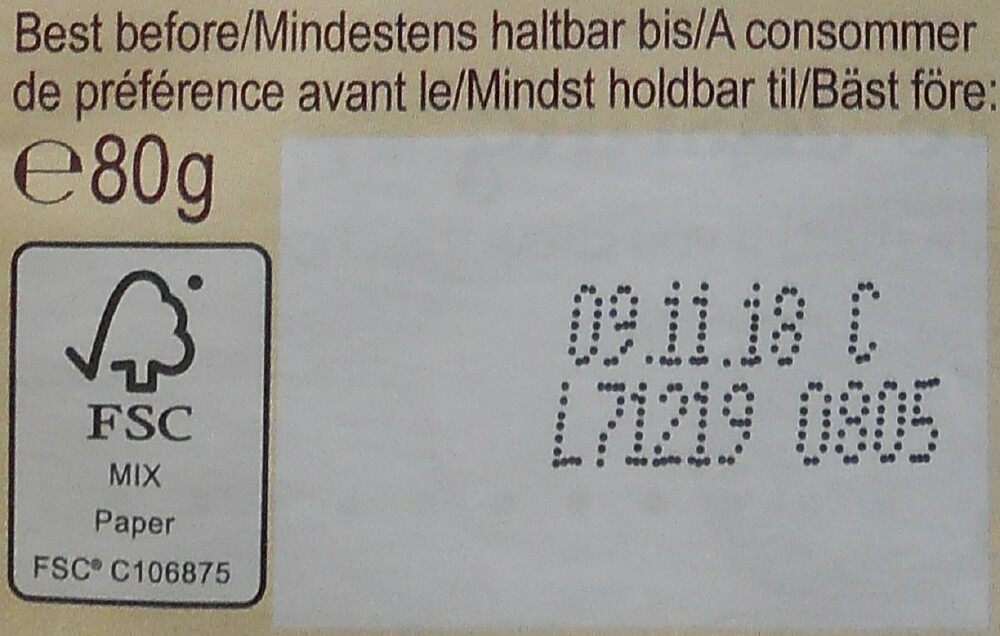 Best before/Mindestens haltbar bis/A consommer
de préférence avant le/Mindst holdbar til/Bäst före:
℮80g
09.11.18 C
L71219 0805
FSC
MIX
Paper
FSC® C106875